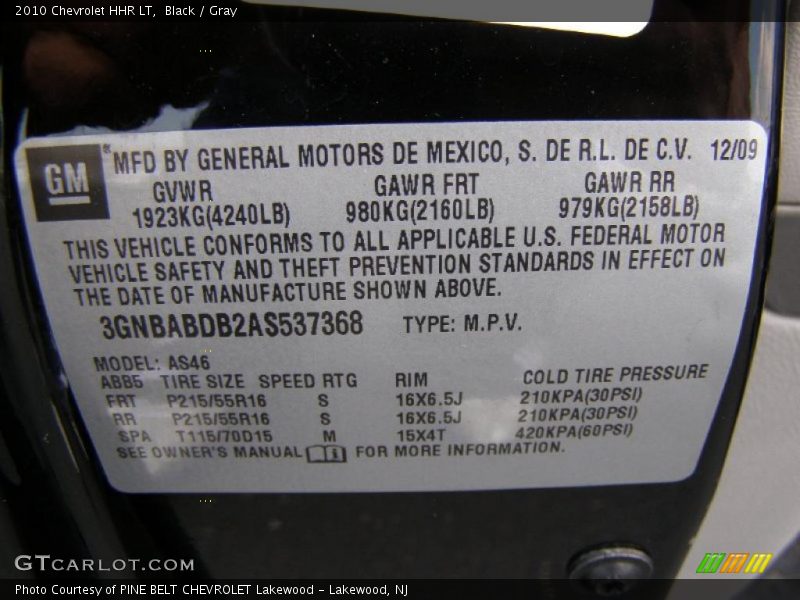 2010 Chevrolet HHR LT, Black / Gray
GM ® MFD BY GENERAL MOTORS DE MEXICO, S. DE R.L. DE C.V. 12/09
GVWR GAWR FRT GAWR RR
1923KG(4240LB) 980KG(2160LB) 979KG(2158LB)
THIS VEHICLE CONFORMS TO ALL APPLICABLE U.S. FEDERAL MOTOR
VEHICLE SAFETY AND THEFT PREVENTION STANDARDS IN EFFECT ON
THE DATE OF MANUFACTURE SHOWN ABOVE.
3GNBABDB2AS537368 TYPE: M.P.V.
MODEL: AS46
ABB5 TIRE SIZE SPEED RTG RIM COLD TIRE PRESSURE
FRT P215/55R16 S 16X6.5J 210KPA(30PSI)
RR P215/55R16 S 16X6.5J 210KPA(30PSI)
SPA T115/70D15 M 15X4T 420KPA(60PSI)
SEE OWNER'S MANUAL FOR MORE INFORMATION.
GTCARLOT.COM
Photo Courtesy of PINE BELT CHEVROLET Lakewood - Lakewood, NJ